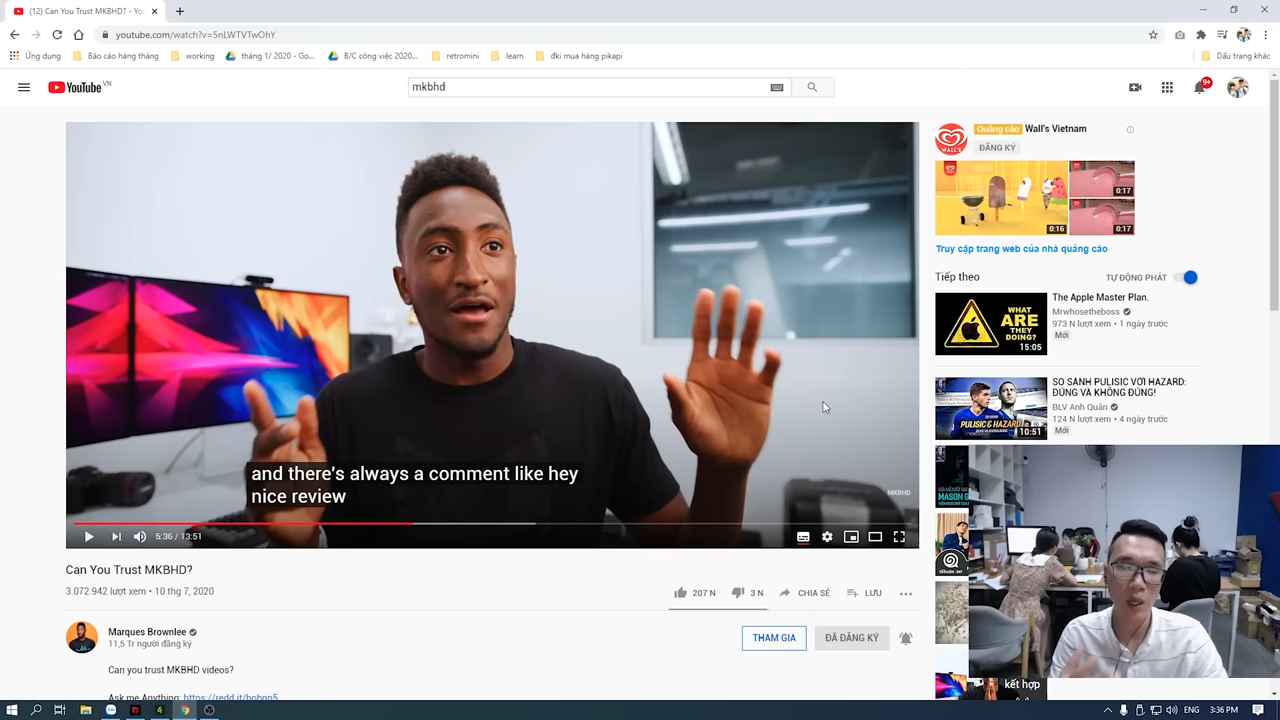 (12) Can You Trust MKBHD? - Yo
youtube.com/watch?v=5nLWTVTwOhY
Ứng dụng
Báo cáo hàng tháng
working
tháng 1/ 2020 - Go...
B/C công việc 2020...
retromini
learn
đki mua hàng pikapi
Dấu trang khác
YouTube VN
mkbhd
9+
and there's always a comment like hey
nice review
MKBHD
5:36 / 13:51
Can You Trust MKBHD?
3.072.942 lượt xem • 10 thg 7, 2020
207 N
3 N
CHIA SẺ
LƯU
Marques Brownlee
11,5 Tr người đăng ký
THAM GIA
ĐÃ ĐĂNG KÝ
Can you trust MKBHD videos?
Ask me Anything:
Quảng cáo Wall's Vietnam
ĐĂNG KÝ
WALL'S
0:16
0:17
0:17
Truy cập trang web của nhà quảng cáo
Tiếp theo
TỰ ĐỘNG PHÁT
WHAT
ARE
THEY
DOING?
15:05
The Apple Master Plan.
Mrwhosetheboss
973 N lượt xem • 1 ngày trước
Mới
PULISIC & HAZARD
10:51
SO SÁNH PULISIC VỚI HAZARD:
ĐÚNG VÀ KHÔNG ĐÚNG!
BLV Anh Quân
124 N lượt xem • 4 ngày trước
Mới
MASON G
kết hợp
ENG
3:36 PM